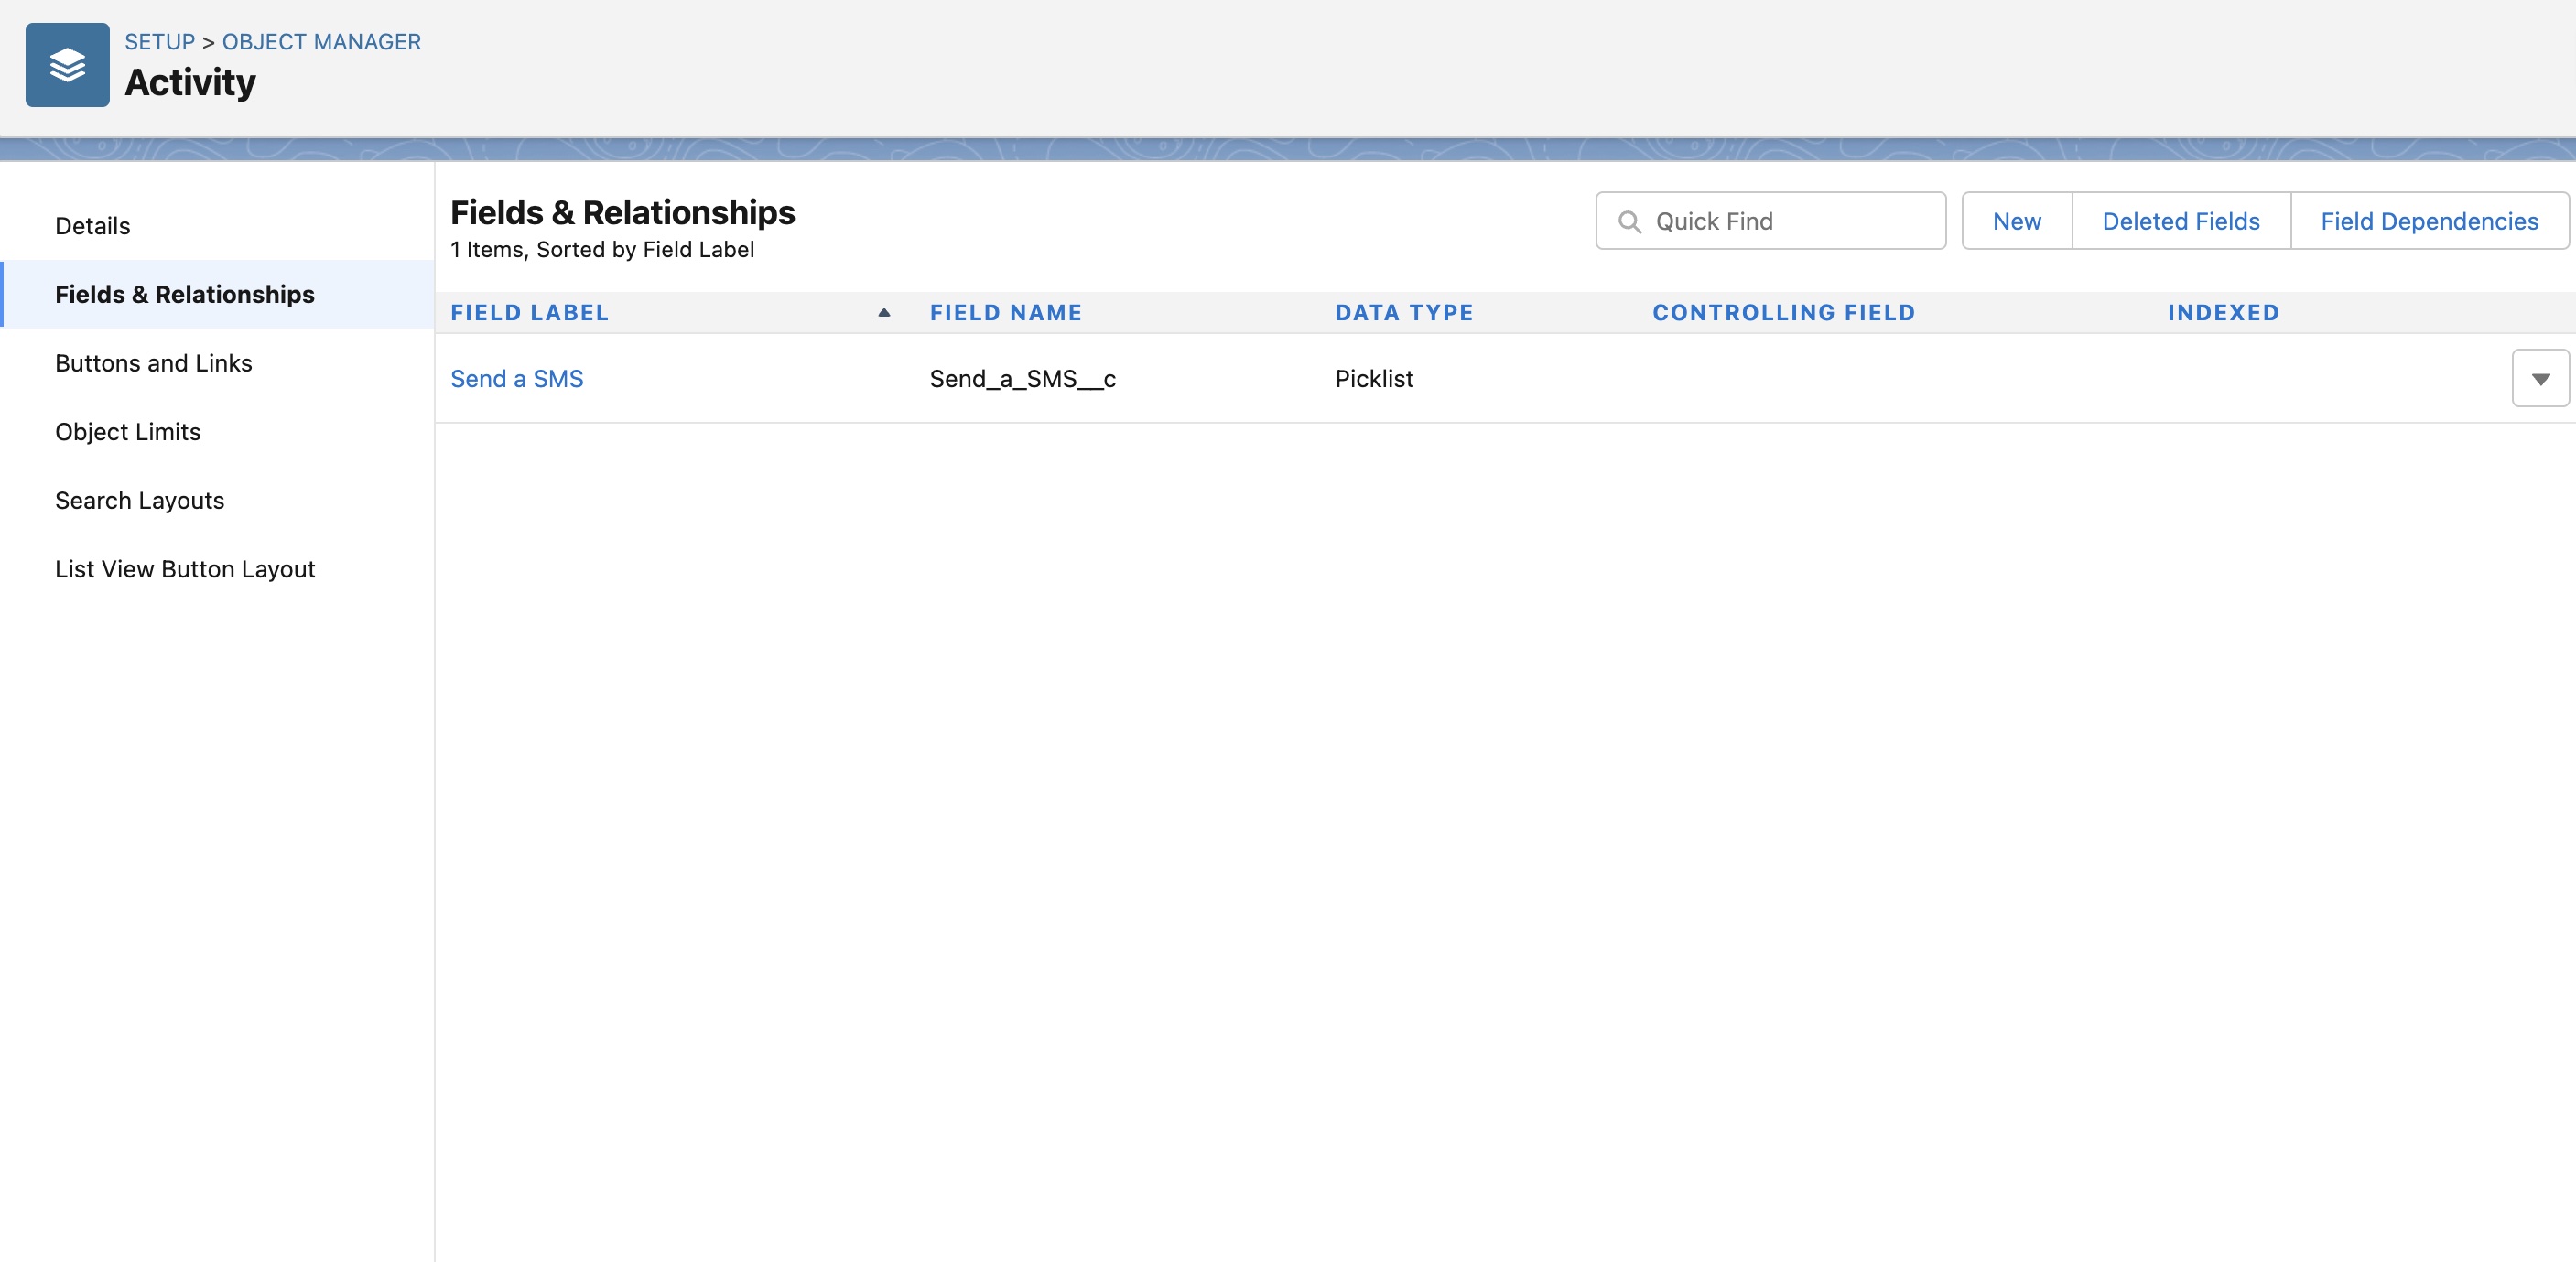 SETUP > OBJECT MANAGER
Activity
Details
Fields & Relationships
Buttons and Links
Object Limits
Search Layouts
List View Button Layout
Fields & Relationships
1 Items, Sorted by Field Label
Quick Find
New
Deleted Fields
Field Dependencies
FIELD LABEL FIELD NAME DATA TYPE CONTROLLING FIELD INDEXED
Send a SMS Send_a_SMS__c Picklist